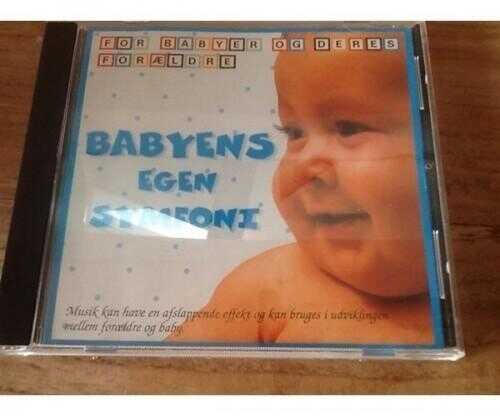 FOR BABYER OG DERES
FORÆLDRE
BABYENS
EGEN
SYMFONI
Musik kan have en afslappende effekt og kan bruges i udviklingen
mellem forældre og baby.